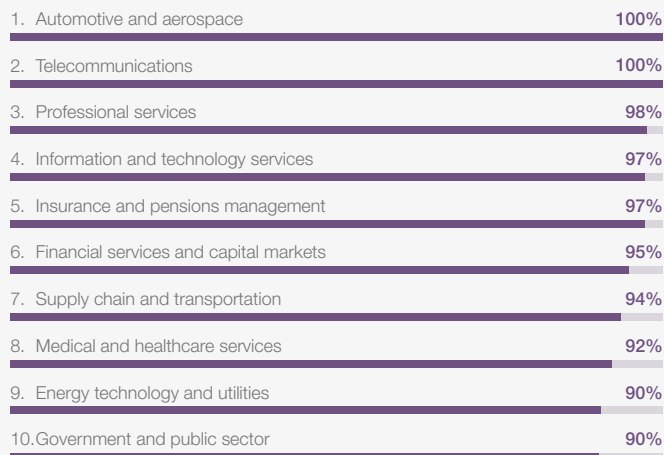 1. Automotive and aerospace 100%
2. Telecommunications 100%
3. Professional services 98%
4. Information and technology services 97%
5. Insurance and pensions management 97%
6. Financial services and capital markets 95%
7. Supply chain and transportation 94%
8. Medical and healthcare services 92%
9. Energy technology and utilities 90%
10.Government and public sector 90%